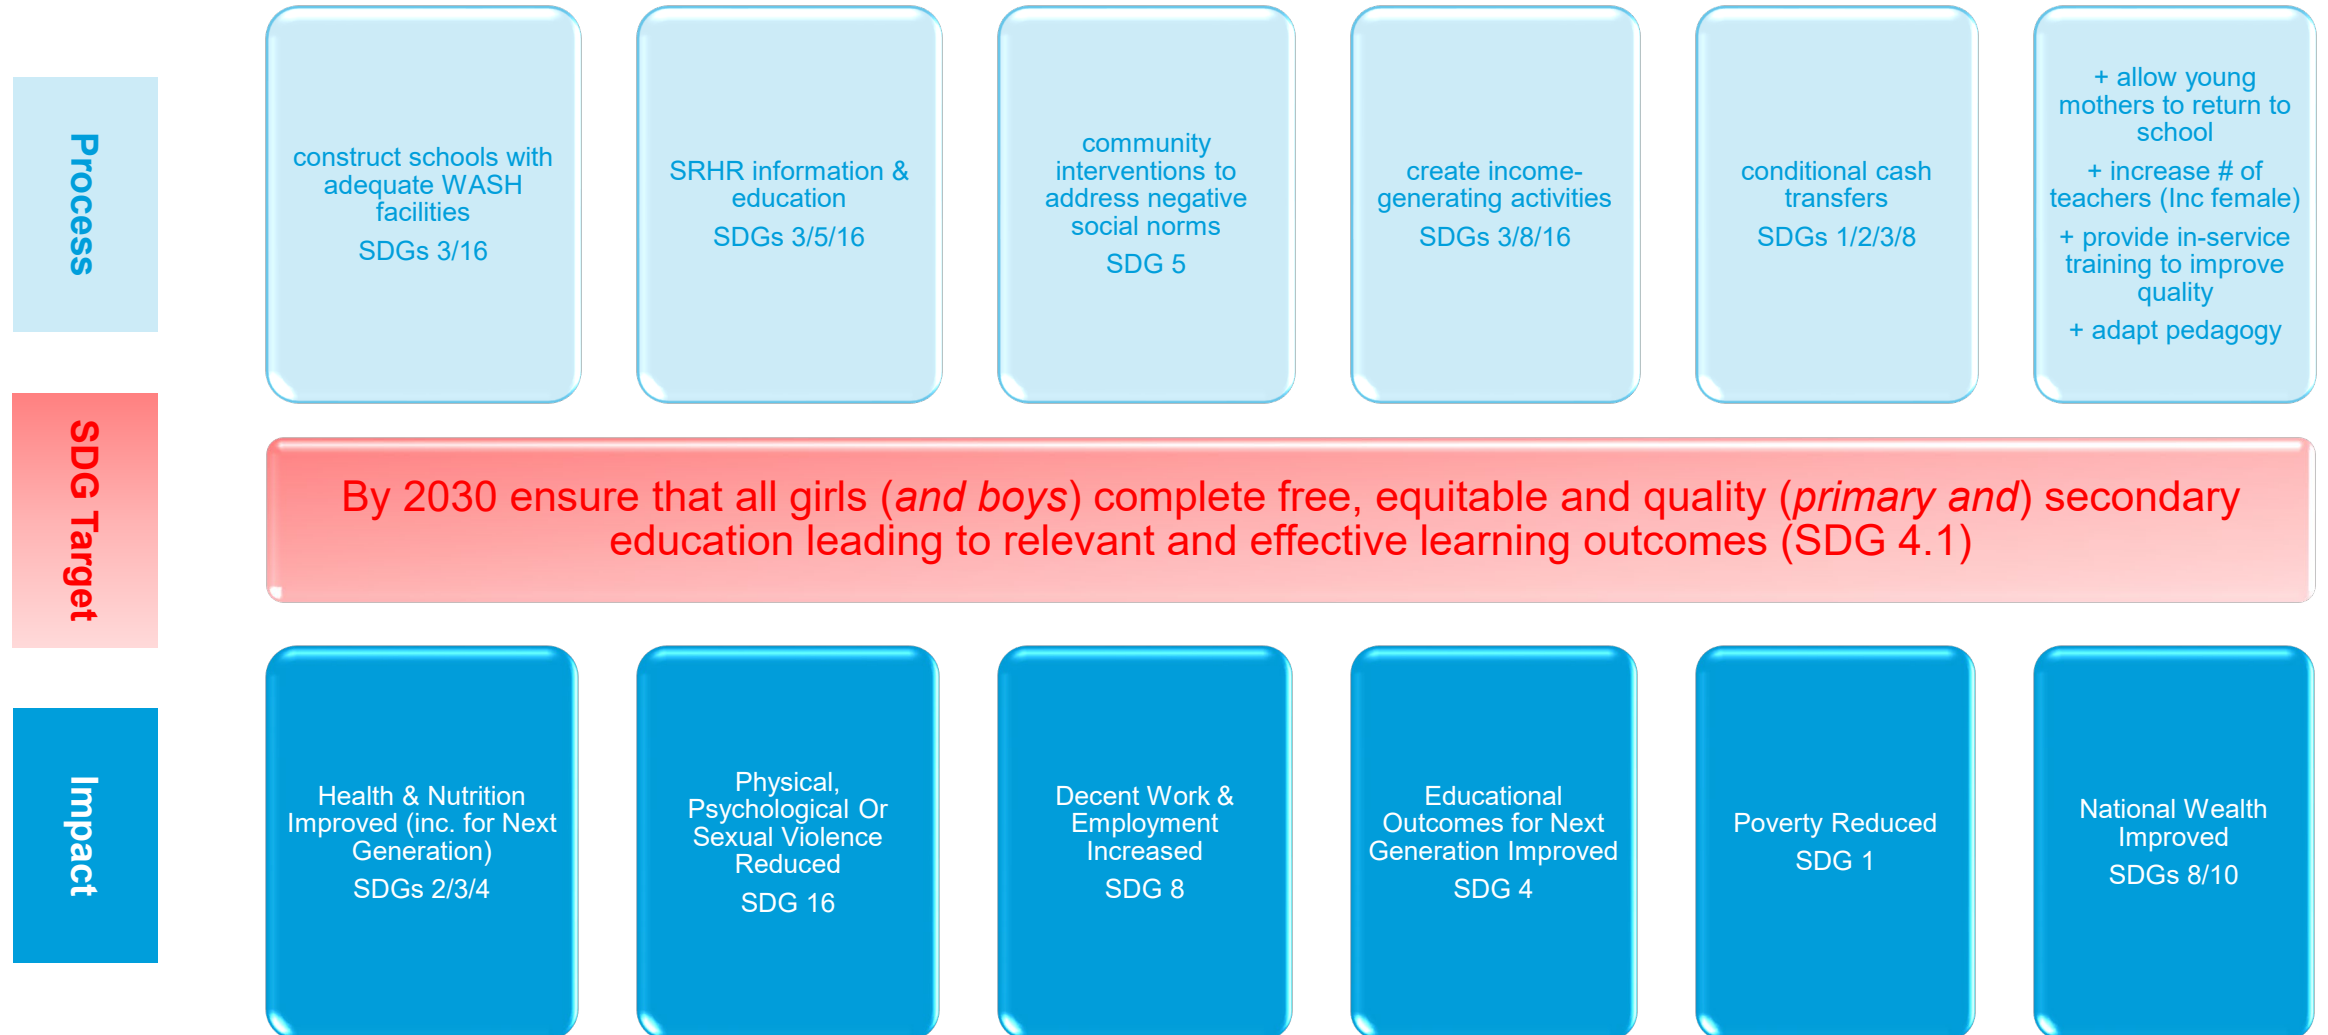 Process
construct schools with
adequate WASH
facilities
SDGs 3/16
SRHR information &
education
SDGs 3/5/16
community
interventions to
address negative
social norms
SDG 5
create income-
generating activities
SDGs 3/8/16
conditional cash
transfers
SDGs 1/2/3/8
+ allow young
mothers to return to
school
+ increase # of
teachers (Inc female)
+ provide in-service
training to improve
quality
+ adapt pedagogy
SDG Target
By 2030 ensure that all girls (and boys) complete free, equitable and quality (primary and) secondary
education leading to relevant and effective learning outcomes (SDG 4.1)
Impact
Health & Nutrition
Improved (inc. for Next
Generation)
SDGs 2/3/4
Physical,
Psychological Or
Sexual Violence
Reduced
SDG 16
Decent Work &
Employment
Increased
SDG 8
Educational
Outcomes for Next
Generation Improved
SDG 4
Poverty Reduced
SDG 1
National Wealth
Improved
SDGs 8/10